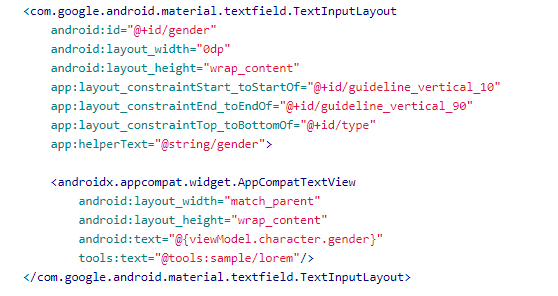 <com.google.android.material.textfield.TextInputLayout
android:id="@+id/gender"
android:layout_width="0dp"
android:layout_height="wrap_content"
app:layout_constraintStart_toStartOf="@+id/guideline_vertical_10"
app:layout_constraintEnd_toEndOf="@+id/guideline_vertical_90"
app:layout_constraintTop_toBottomOf="@+id/type"
app:helperText="@string/gender">
<androidx.appcompat.widget.AppCompatTextView
android:layout_width="match_parent"
android:layout_height="wrap_content"
android:text="@{viewModel.character.gender}"
tools:text="@tools:sample/lorem"/>
</com.google.android.material.textfield.TextInputLayout>